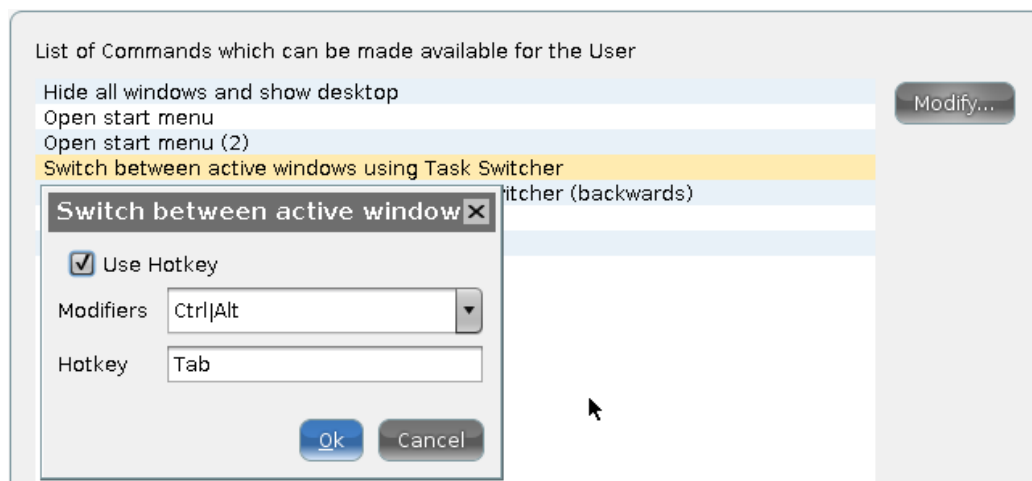 List of Commands which can be made available for the User
Hide all windows and show desktop
Modify...
Open start menu
Open start menu (2)
Switch between active windows using Task Switcher
itcher (backwards)
Switch between active window
Use Hotkey
Modifiers Ctrl|Alt
Hotkey Tab
Ok Cancel